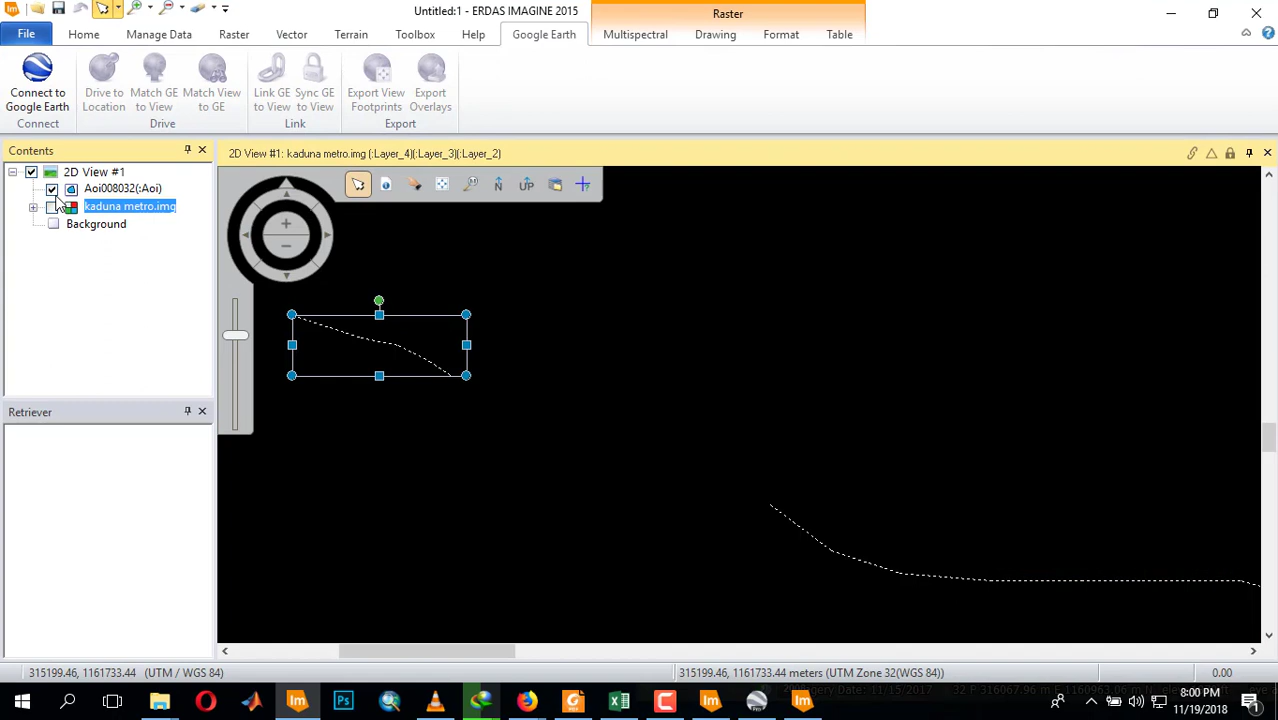 Untitled:1 - ERDAS IMAGINE 2015
Raster
File
Home
Manage Data
Raster
Vector
Terrain
Toolbox
Help
Google Earth
Multispectral
Drawing
Format
Table
Connect to Google Earth
Drive to Location
Match GE to View
Match View to GE
Link GE to View
Sync GE to View
Export View Footprints
Export Overlays
Connect
Drive
Link
Export
Contents
2D View #1: kaduna metro.img (:Layer_4)(:Layer_3)(:Layer_2)
2D View #1
Aoi008032(:Aoi)
kaduna metro.img
Background
N
UP
Retriever
315199.46, 1161733.44 (UTM / WGS 84)
315199.46, 1161733.44 meters (UTM Zone 32(WGS 84))
0.00
8:00 PM
11/19/2018